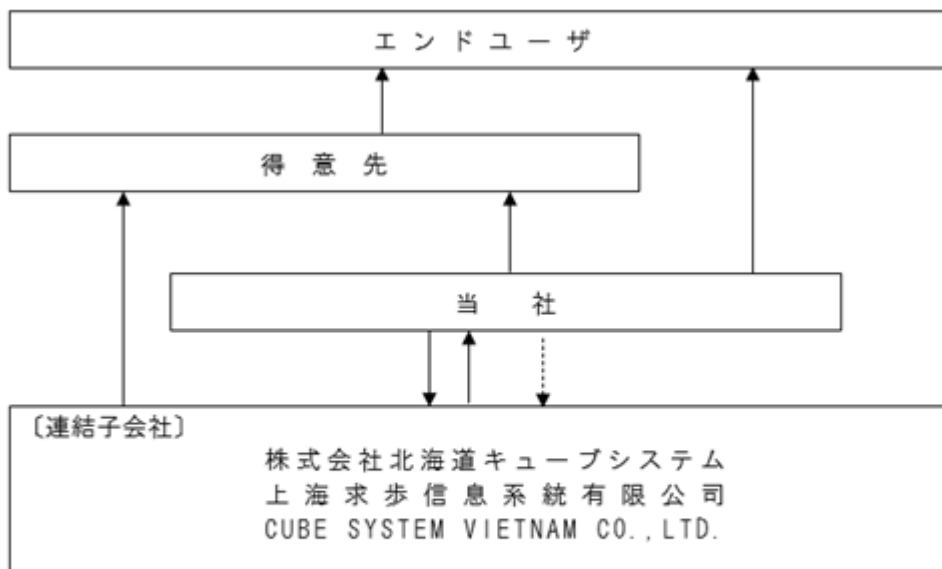 エンドユーザ
得意先
当社
〔連結子会社〕
株式会社北海道キューブシステム
上海求歩信息系統有限公司
CUBE SYSTEM VIETNAM CO.,LTD.